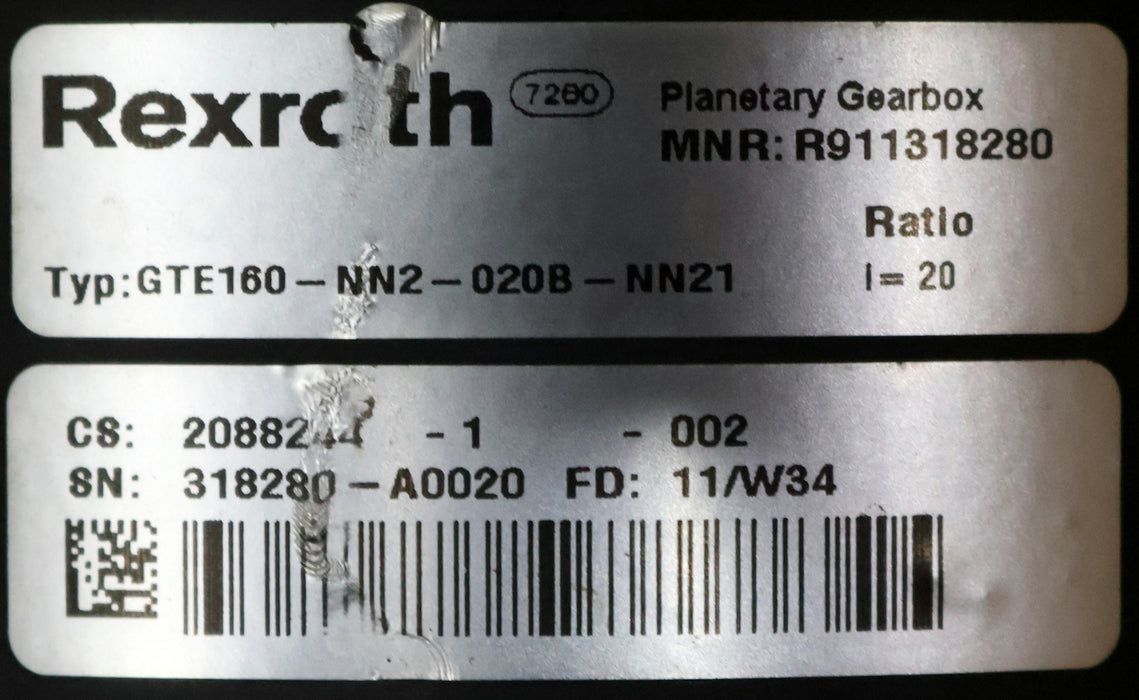 Rexroth 7280 Planetary Gearbox
MNR: R911318280
Ratio
Typ: GTE160-NN2-020B-NN21 i= 20
CS: -1 - 002
SN: 318280-A0020 FD: 11/W34